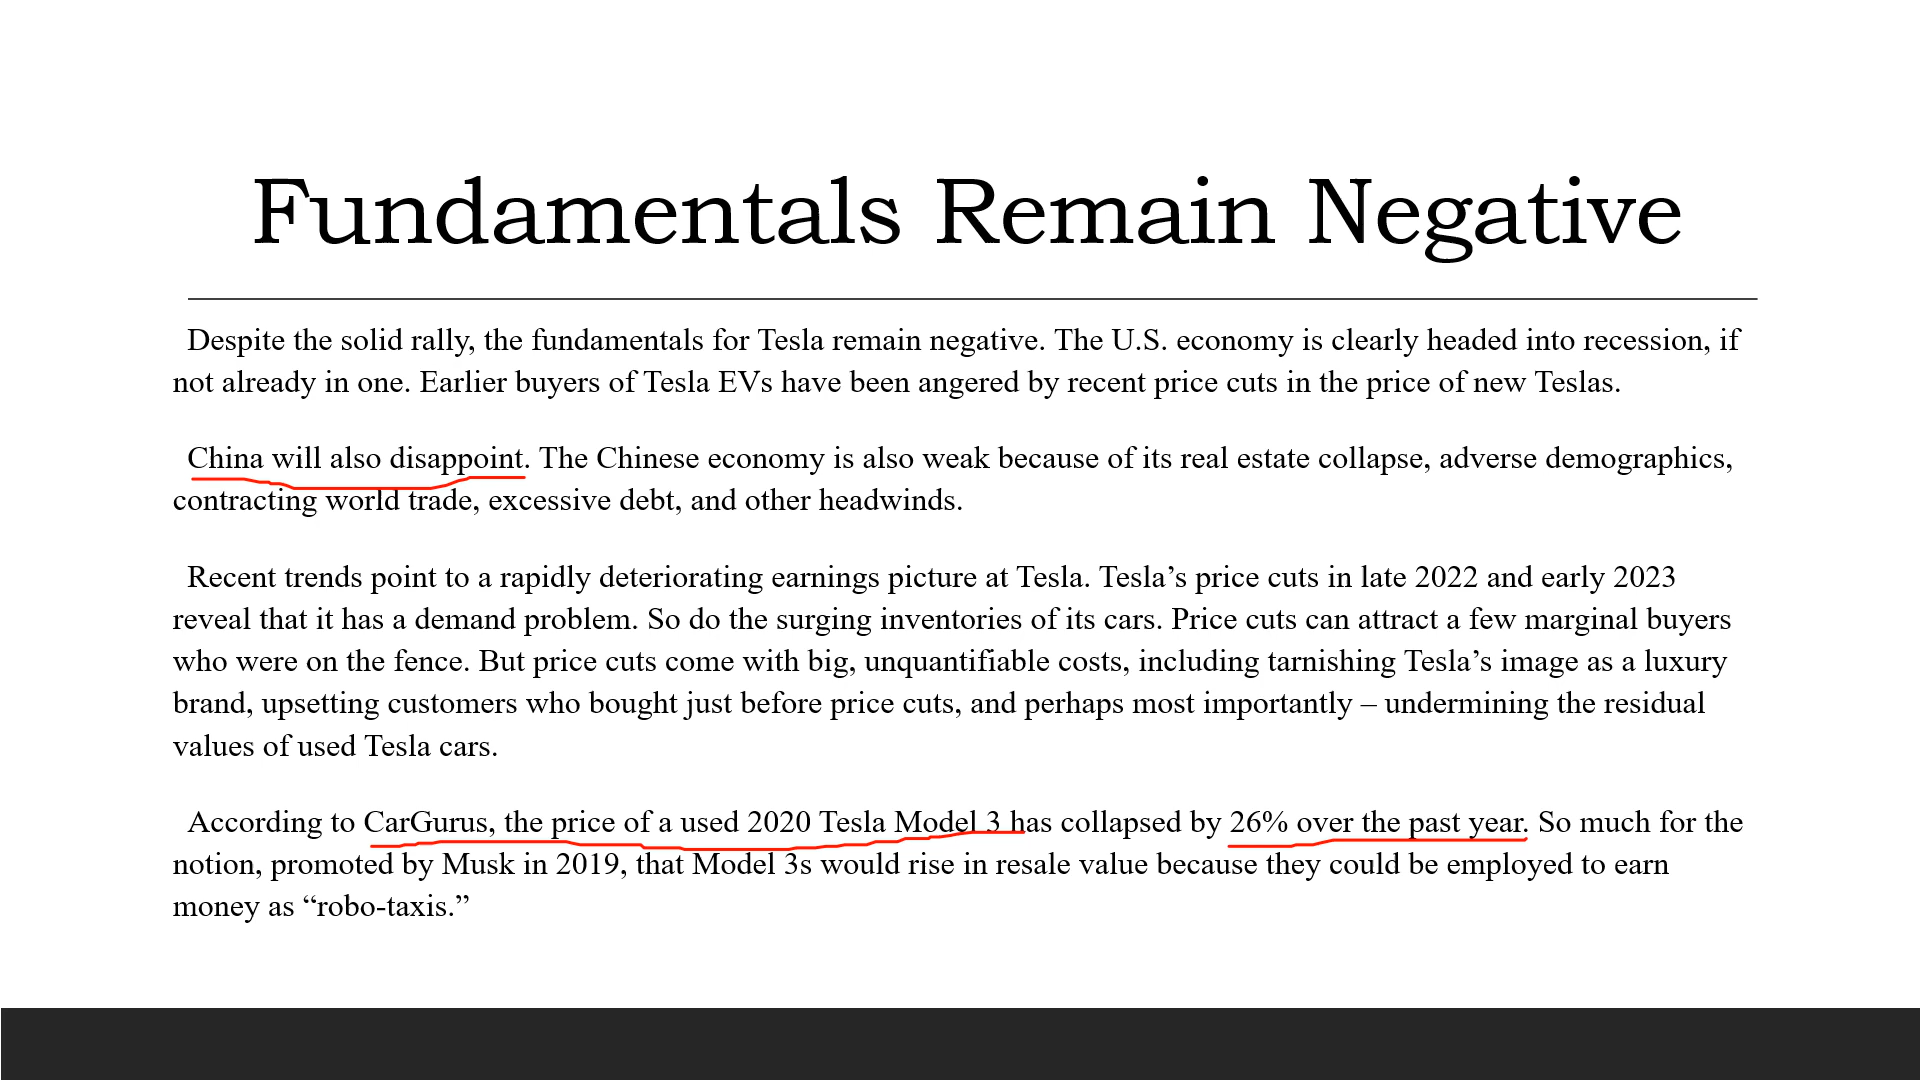 Fundamentals Remain Negative
Despite the solid rally, the fundamentals for Tesla remain negative. The U.S. economy is clearly headed into recession, if
not already in one. Earlier buyers of Tesla EVs have been angered by recent price cuts in the price of new Teslas.
China will also disappoint. The Chinese economy is also weak because of its real estate collapse, adverse demographics,
contracting world trade, excessive debt, and other headwinds.
Recent trends point to a rapidly deteriorating earnings picture at Tesla. Tesla’s price cuts in late 2022 and early 2023
reveal that it has a demand problem. So do the surging inventories of its cars. Price cuts can attract a few marginal buyers
who were on the fence. But price cuts come with big, unquantifiable costs, including tarnishing Tesla’s image as a luxury
brand, upsetting customers who bought just before price cuts, and perhaps most importantly – undermining the residual
values of used Tesla cars.
According to CarGurus, the price of a used 2020 Tesla Model 3 has collapsed by 26% over the past year. So much for the
notion, promoted by Musk in 2019, that Model 3s would rise in resale value because they could be employed to earn
money as “robo-taxis.”